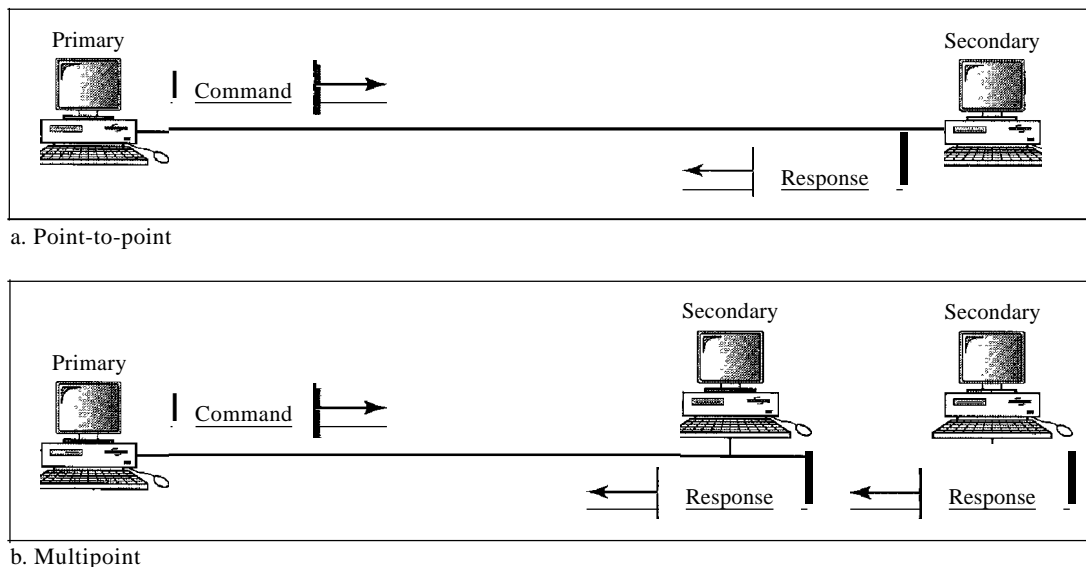 Primary
Secondary
Command
Response
a. Point-to-point
Secondary
Secondary
Primary
Command
Response
Response
b. Multipoint